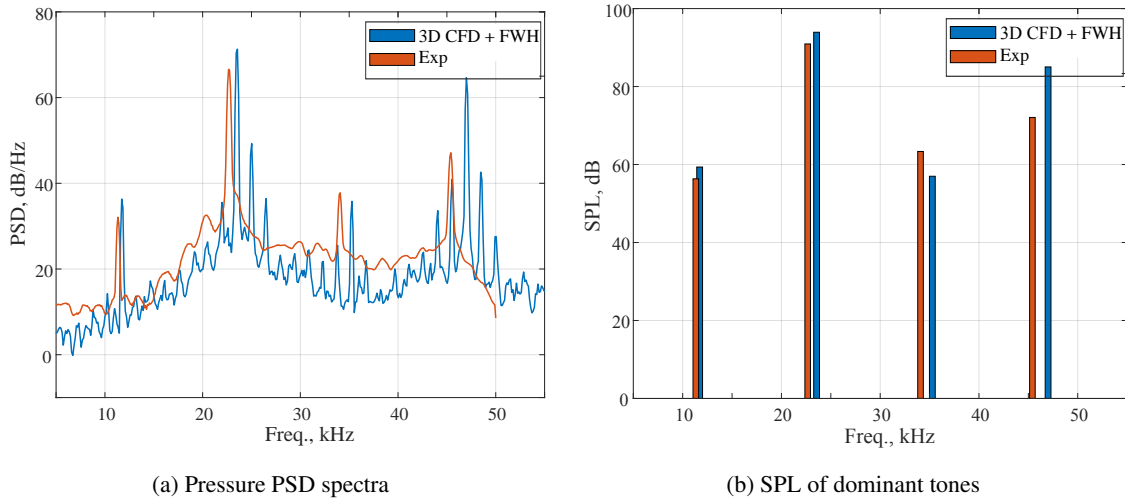 80
60
40
20
0
PSD, dB/Hz
3D CFD + FWH
Exp
10 20 30 40 50
Freq., kHz
(a) Pressure PSD spectra
100
80
60
40
20
0
SPL, dB
3D CFD + FWH
Exp
10 20 30 40 50
Freq., kHz
(b) SPL of dominant tones